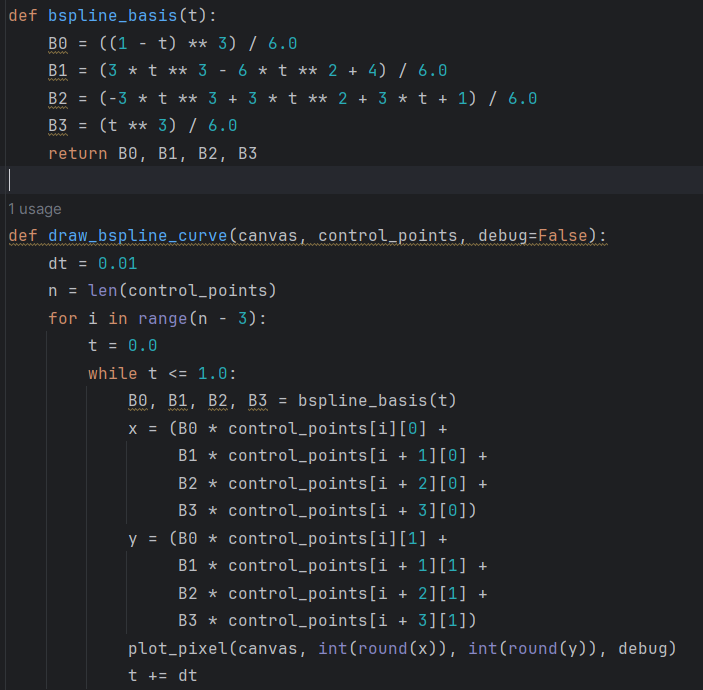 def bspline_basis(t):
    B0 = ((1 - t) ** 3) / 6.0
    B1 = (3 * t ** 3 - 6 * t ** 2 + 4) / 6.0
    B2 = (-3 * t ** 3 + 3 * t ** 2 + 3 * t + 1) / 6.0
    B3 = (t ** 3) / 6.0
    return B0, B1, B2, B3
1 usage
def draw_bspline_curve(canvas, control_points, debug=False):
    dt = 0.01
    n = len(control_points)
    for i in range(n - 3):
        t = 0.0
        while t <= 1.0:
            B0, B1, B2, B3 = bspline_basis(t)
            x = (B0 * control_points[i][0] +
                 B1 * control_points[i + 1][0] +
                 B2 * control_points[i + 2][0] +
                 B3 * control_points[i + 3][0])
            y = (B0 * control_points[i][1] +
                 B1 * control_points[i + 1][1] +
                 B2 * control_points[i + 2][1] +
                 B3 * control_points[i + 3][1])
            plot_pixel(canvas, int(round(x)), int(round(y)), debug)
            t += dt